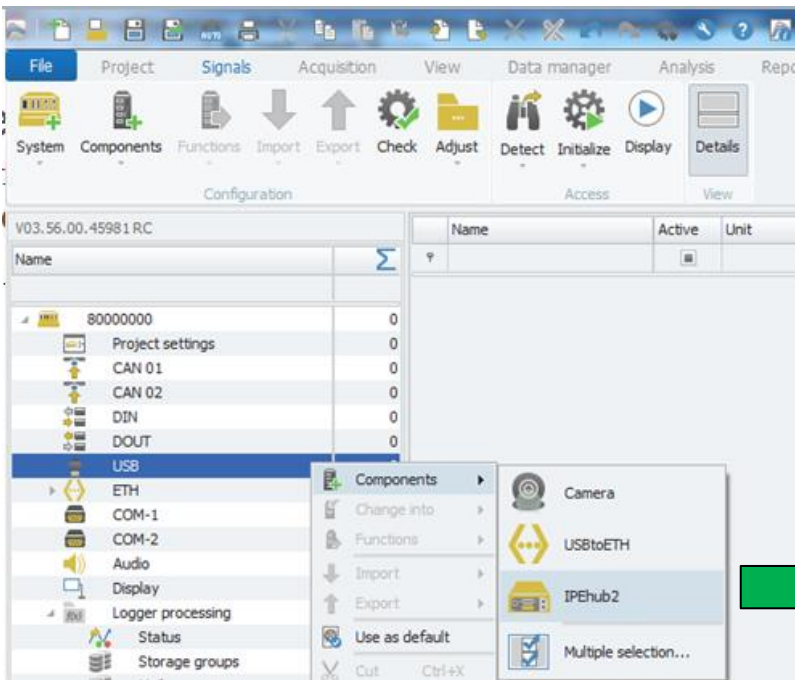 File Project Signals Acquisition View Data manager Analysis Repo
System Components Functions Import Export Check Adjust Detect Initialize Display Details
Configuration Access View
V03.56.00.45981 RC
Name
Name Active Unit
80000000 0
Project settings 0
CAN 01 0
CAN 02 0
DIN 0
DOUT 0
USB
ETH
COM-1
COM-2
Audio
Display
Logger processing
Status
Storage groups
Components
Change into
Functions
Import
Export
Use as default
Cut Ctrl+X
Camera
USBtoETH
IPEhub2
Multiple selection...